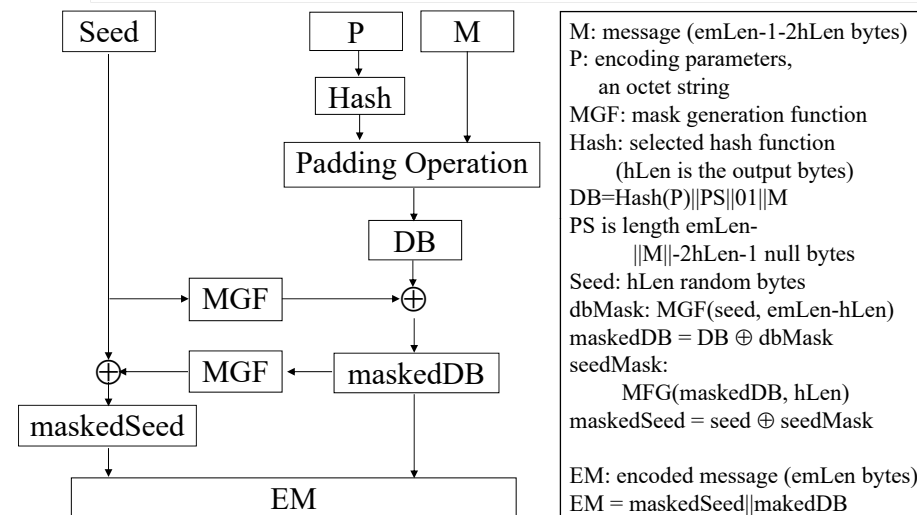 Seed
P
M
Hash
Padding Operation
DB
MGF
⊕
⊕
MGF
maskedDB
maskedSeed
EM
M: message (emLen-1-2hLen bytes)
P: encoding parameters,
an octet string
MGF: mask generation function
Hash: selected hash function
(hLen is the output bytes)
DB=Hash(P)||PS||01||M
PS is length emLen-
||M||-2hLen-1 null bytes
Seed: hLen random bytes
dbMask: MGF(seed, emLen-hLen)
maskedDB = DB ⊕ dbMask
seedMask:
MFG(maskedDB, hLen)
maskedSeed = seed ⊕ seedMask
EM: encoded message (emLen bytes)
EM = maskedSeed||makedDB